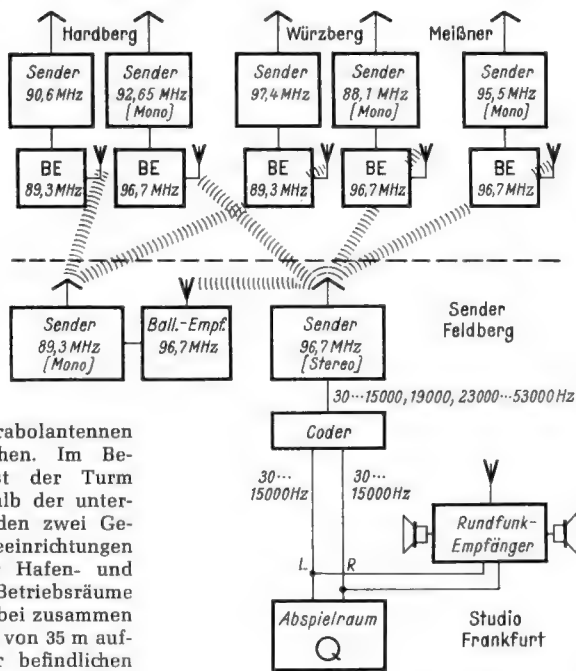 Hardberg
Würzberg
Meißner
Sender
90,6 MHz
Sender
92,65 MHz
[Mono]
Sender
97,4 MHz
Sender
88,1 MHz
[Mono]
Sender
95,5 MHz
[Mono]
BE
89,3 MHz
BE
96,7 MHz
BE
89,3 MHz
BE
96,7 MHz
BE
96,7 MHz
Sender
89,3 MHz
[Mono]
Ball.-Empf.
96,7 MHz
Sender
96,7 MHz
[Stereo]
Sender
Feldberg
30···15000, 19000, 23000···53000 Hz
Coder
30···
15000Hz
30···
15000Hz
L
R
Rundfunk-
Empfänger
Abspielraum
Studio
Frankfurt
rabolantennen
hen. Im Be-
st der Turm
alb der unter-
den zwei Ge-
eeinrichtungen
Hafen- und
Betriebsräume
bei zusammen
von 35 m auf-
r befindlichen